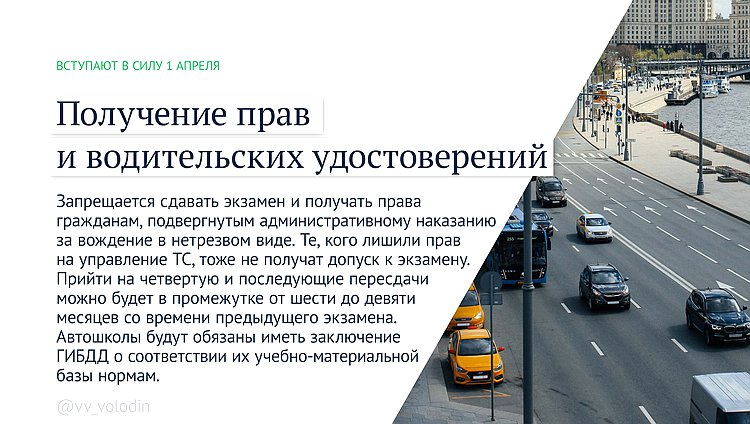 ВСТУПАЮТ В СИЛУ 1 АПРЕЛЯ
Получение прав
и водительских удостоверений
Запрещается сдавать экзамен и получать права
гражданам, подвергнутым административному наказанию
за вождение в нетрезвом виде. Те, кого лишили прав
на управление ТС, тоже не получат допуск к экзамену.
Прийти на четвертую и последующие пересдачи
можно будет в промежутке от шести до девяти
месяцев со времени предыдущего экзамена.
Автошколы будут обязаны иметь заключение
ГИБДД о соответствии их учебно-материальной
базы нормам.
@vv_volodin